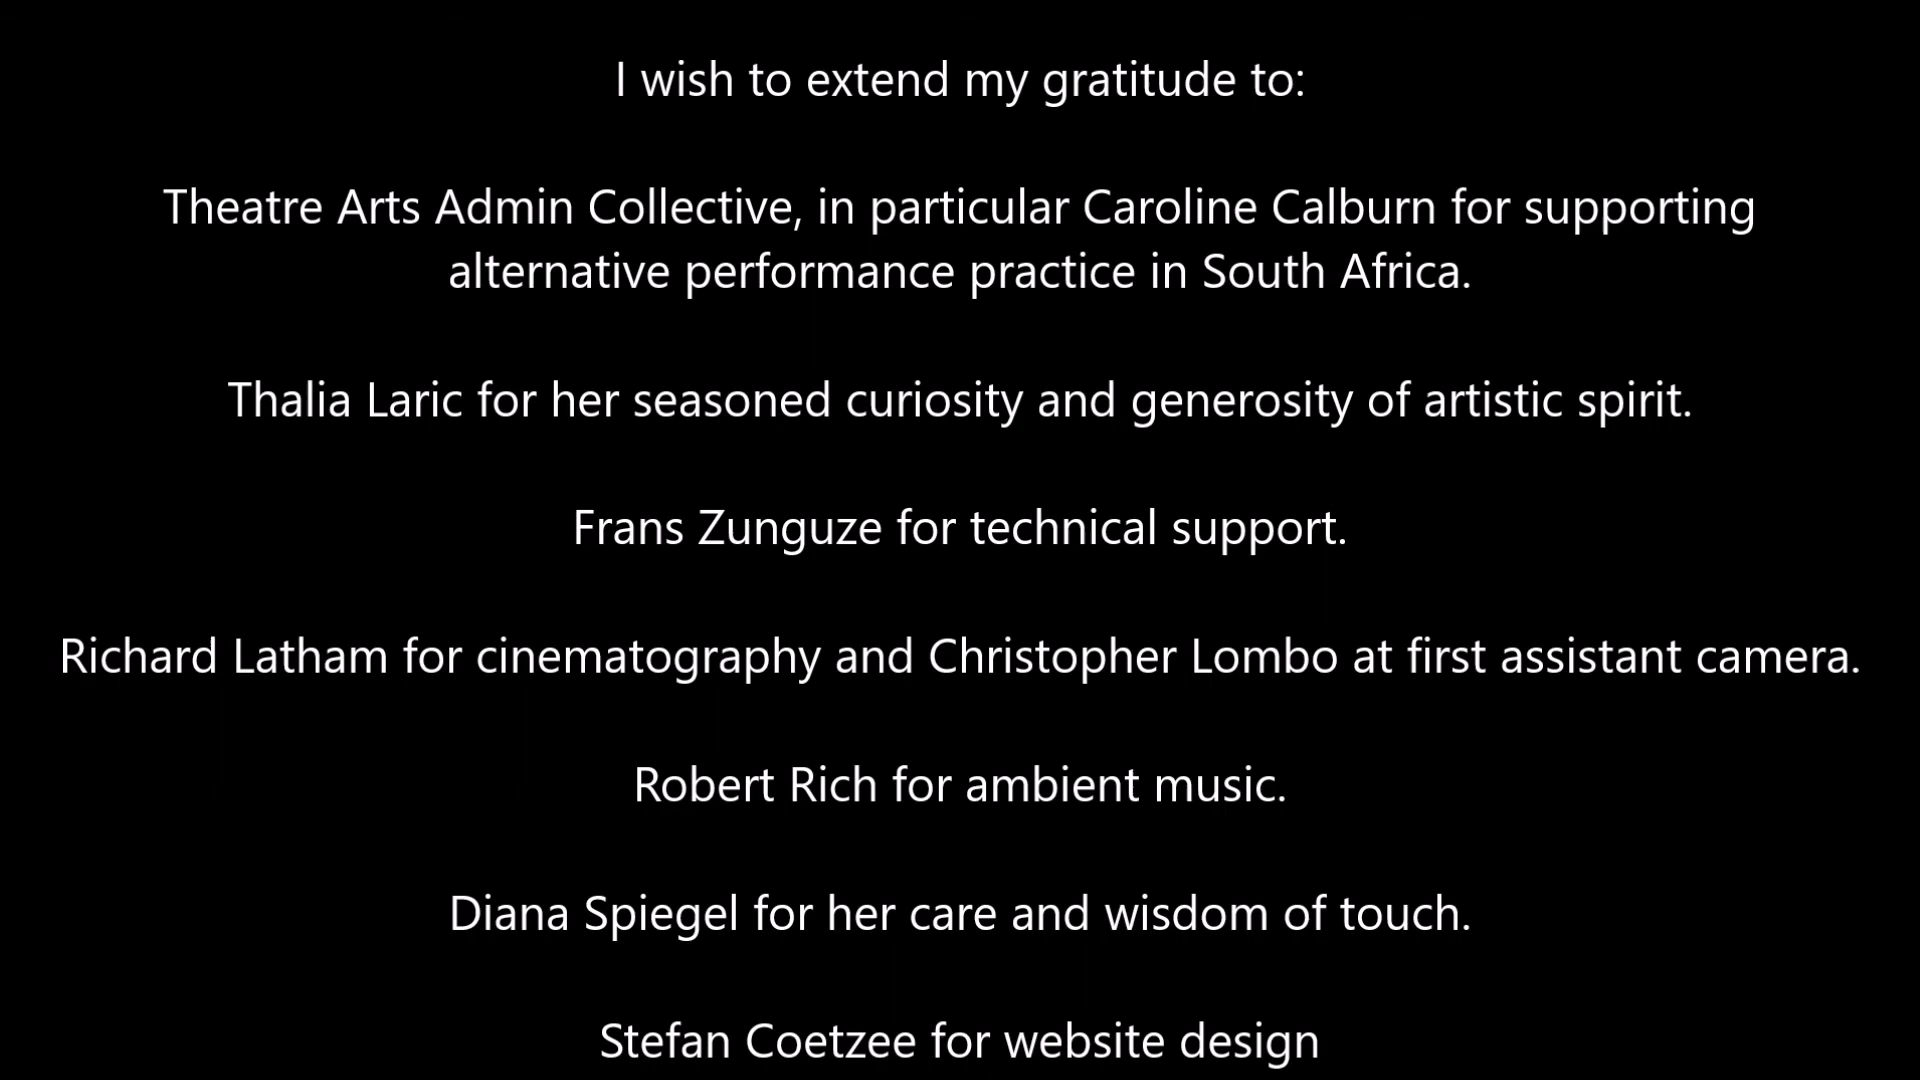 I wish to extend my gratitude to:
Theatre Arts Admin Collective, in particular Caroline Calburn for supporting
alternative performance practice in South Africa.
Thalia Laric for her seasoned curiosity and generosity of artistic spirit.
Frans Zunguze for technical support.
Richard Latham for cinematography and Christopher Lombo at first assistant camera.
Robert Rich for ambient music.
Diana Spiegel for her care and wisdom of touch.
Stefan Coetzee for website design